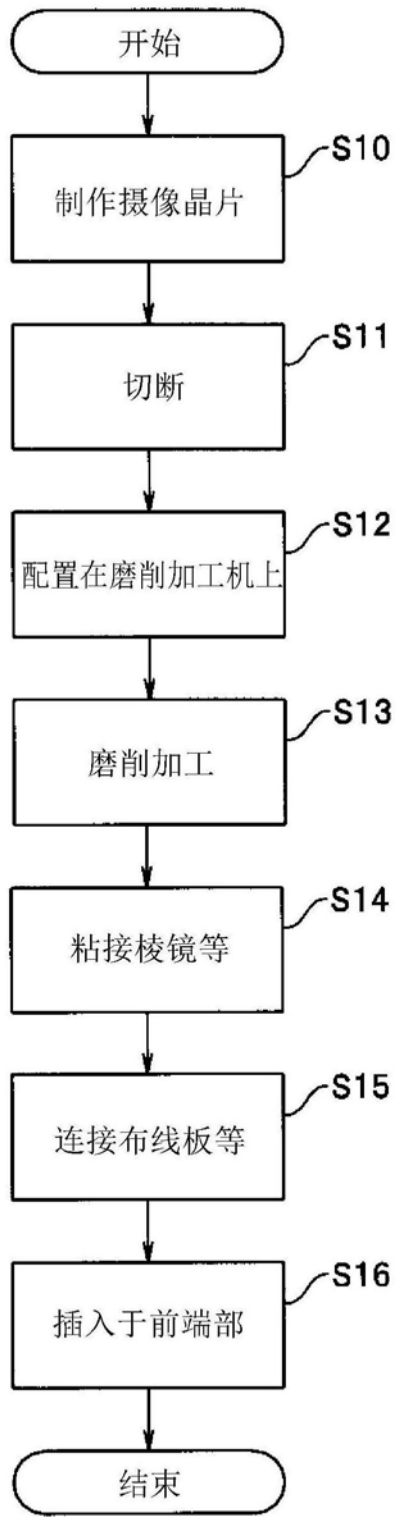 开始
S10
制作摄像晶片
S11
切断
S12
配置在磨削加工机上
S13
磨削加工
S14
粘接棱镜等
S15
连接布线板等
S16
插入于前端部
结束